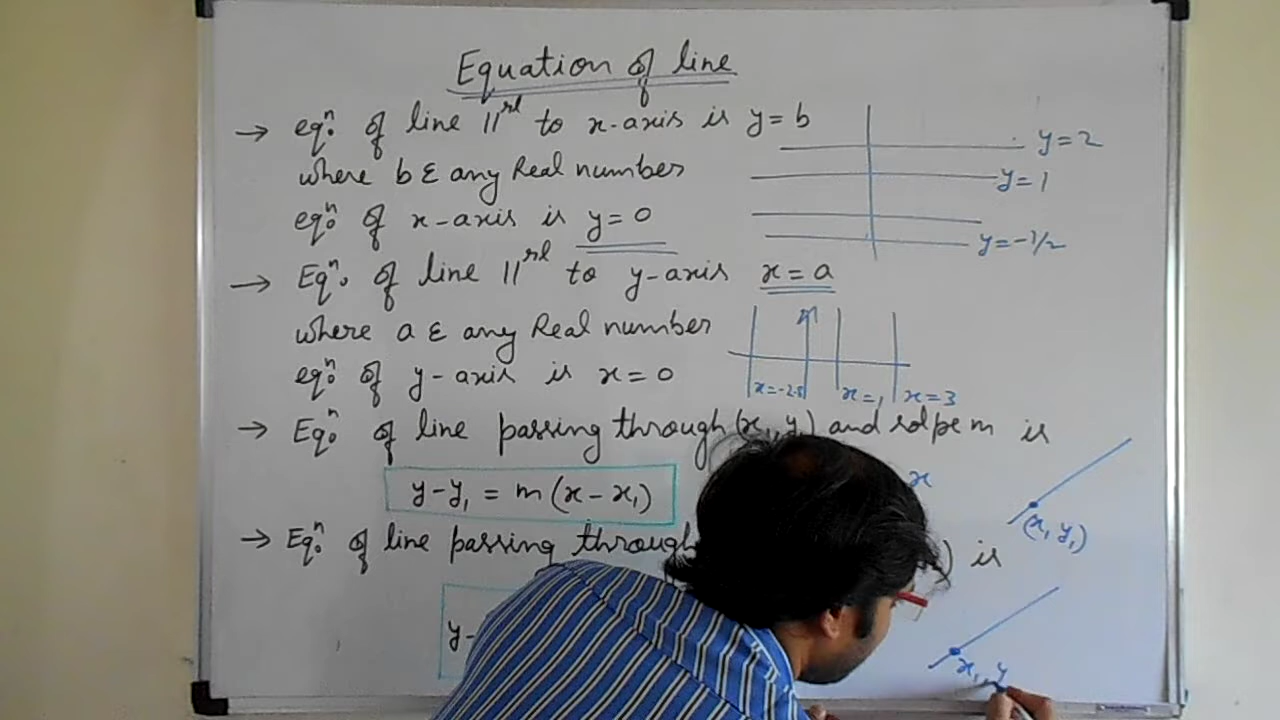 Equation of line
→ eqⁿ. of line ||ʳˡ to x-axis is y = b
where b ε any Real number
eqⁿ. of x-axis is y = 0
y = 2
y = 1
y = -1/2
→ Eqⁿ. of line ||ʳˡ to y-axis x = a
where a ε any Real number
eqⁿ. of y-axis is x = 0
x = -2.5 x = 1 x = 3
→ Eqⁿ. of line passing through (x₁, y₁) and slope m is
y - y₁ = m (x - x₁)
x
(x, y₁)
→ Eqⁿ. of line passing through ) is
y-
x₁, y